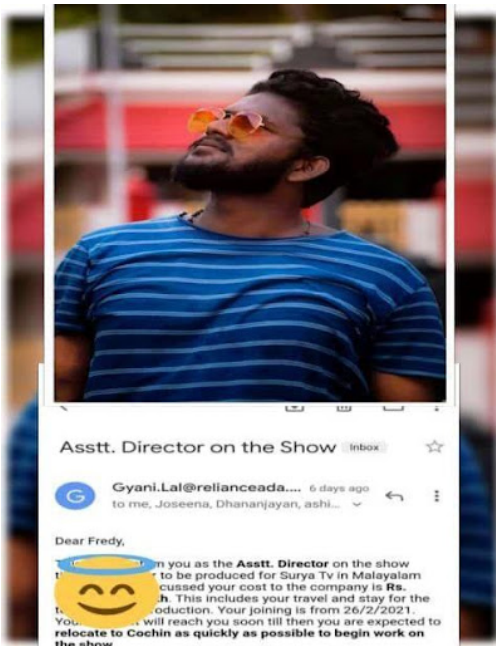 Asstt. Director on the Show Inbox
G
Gyani.Lal@relianceada.... 6 days ago
to me, Joseena, Dhananjayan, ashi...
Dear Fredy,
you as the Asstt. Director on the show
to be produced for Surya Tv in Malayalam
cussed your cost to the company is Rs.
h. This includes your travel and stay for the
oduction. Your joining is from 26/2/2021.
will reach you soon till then you are expected to
relocate to Cochin as quickly as possible to begin work on
the show